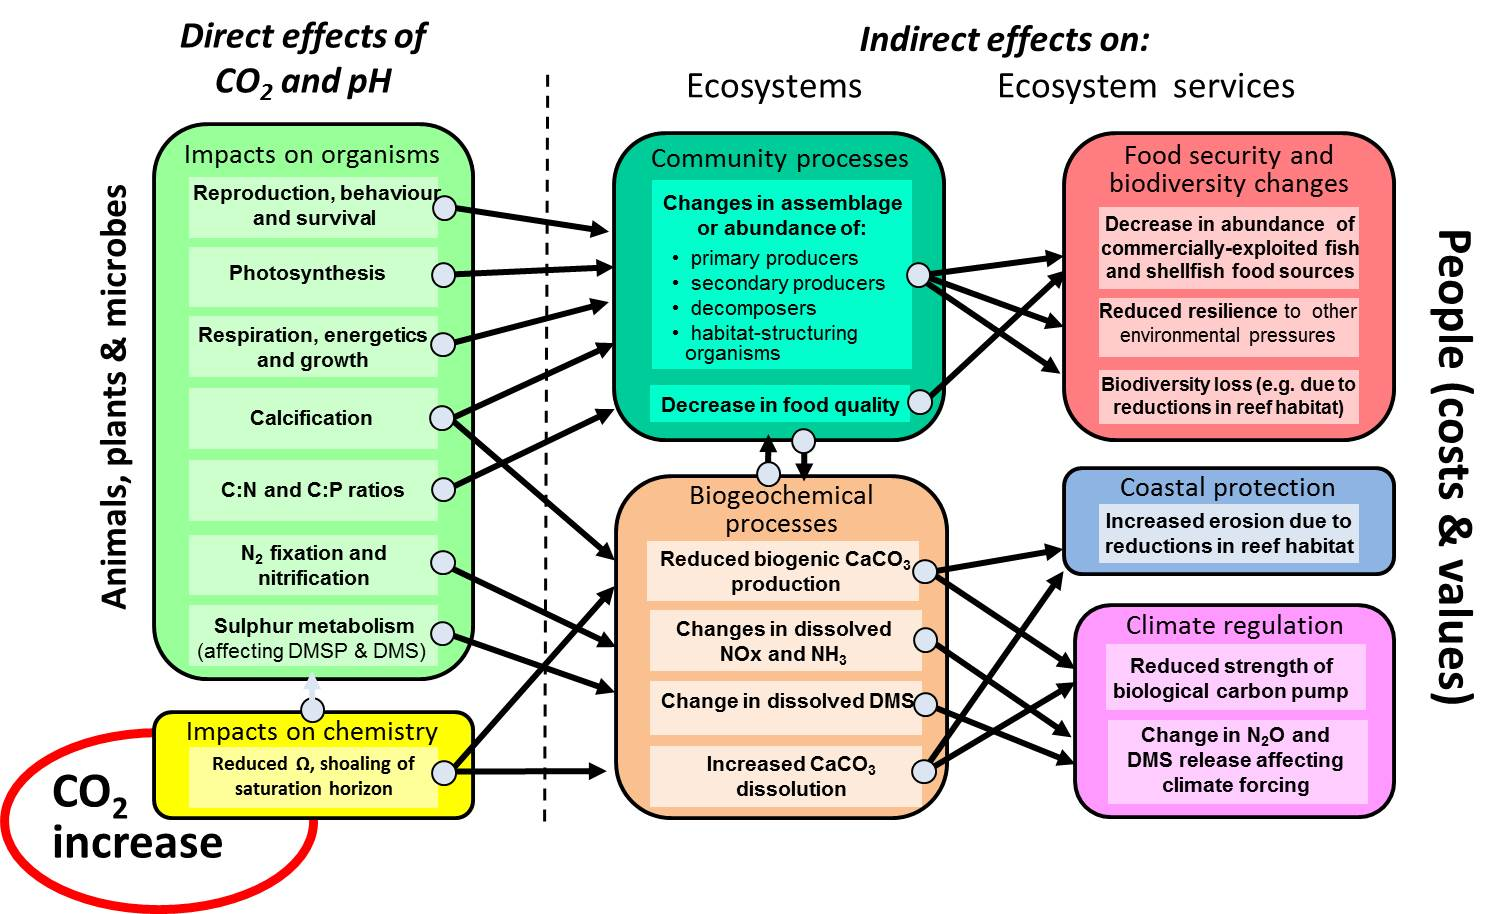 Direct effects of
CO₂ and pH
Indirect effects on:
Ecosystems
Ecosystem services
Animals, plants & microbes
Impacts on organisms
Reproduction, behaviour
and survival
Photosynthesis
Respiration, energetics
and growth
Calcification
C:N and C:P ratios
N₂ fixation and
nitrification
Sulphur metabolism
(affecting DMSP & DMS)
Impacts on chemistry
Reduced Ω, shoaling of
saturation horizon
CO₂
increase
Community processes
Changes in assemblage
or abundance of:
• primary producers
• secondary producers
• decomposers
• habitat-structuring
organisms
Decrease in food quality
Biogeochemical
processes
Reduced biogenic CaCO₃
production
Changes in dissolved
NOx and NH₃
Change in dissolved DMS
Increased CaCO₃
dissolution
Food security and
biodiversity changes
Decrease in abundance of
commercially-exploited fish
and shellfish food sources
Reduced resilience to other
environmental pressures
Biodiversity loss (e.g. due to
reductions in reef habitat)
Coastal protection
Increased erosion due to
reductions in reef habitat
Climate regulation
Reduced strength of
biological carbon pump
Change in N₂O and
DMS release affecting
climate forcing
People (costs & values)